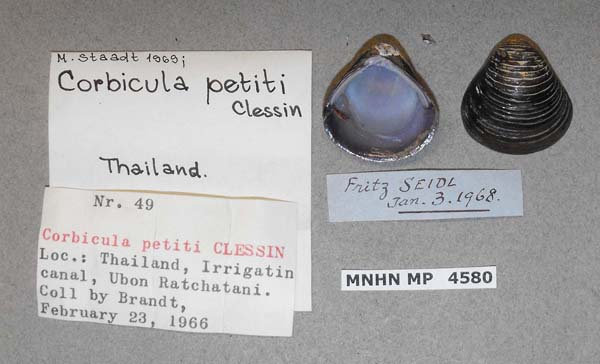 M. Staadt 1969;
Corbicula petiti
Clessin
Thailand.
Nr. 49
Corbicula petiti CLESSIN
Loc.: Thailand, Irrigatin
canal, Ubon Ratchatani.
Coll by Brandt,
February 23, 1966
Fritz SEIDL
Jan. 3. 1968.
MNHN MP 4580